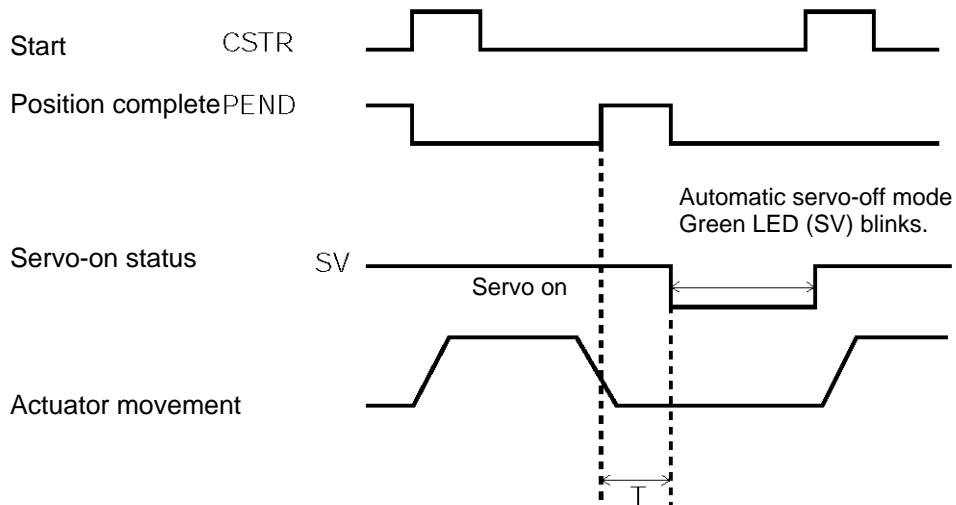 Start CSTR
Position complete PEND
Automatic servo-off mode
Green LED (SV) blinks.
Servo-on status SV
Servo on
Actuator movement
T